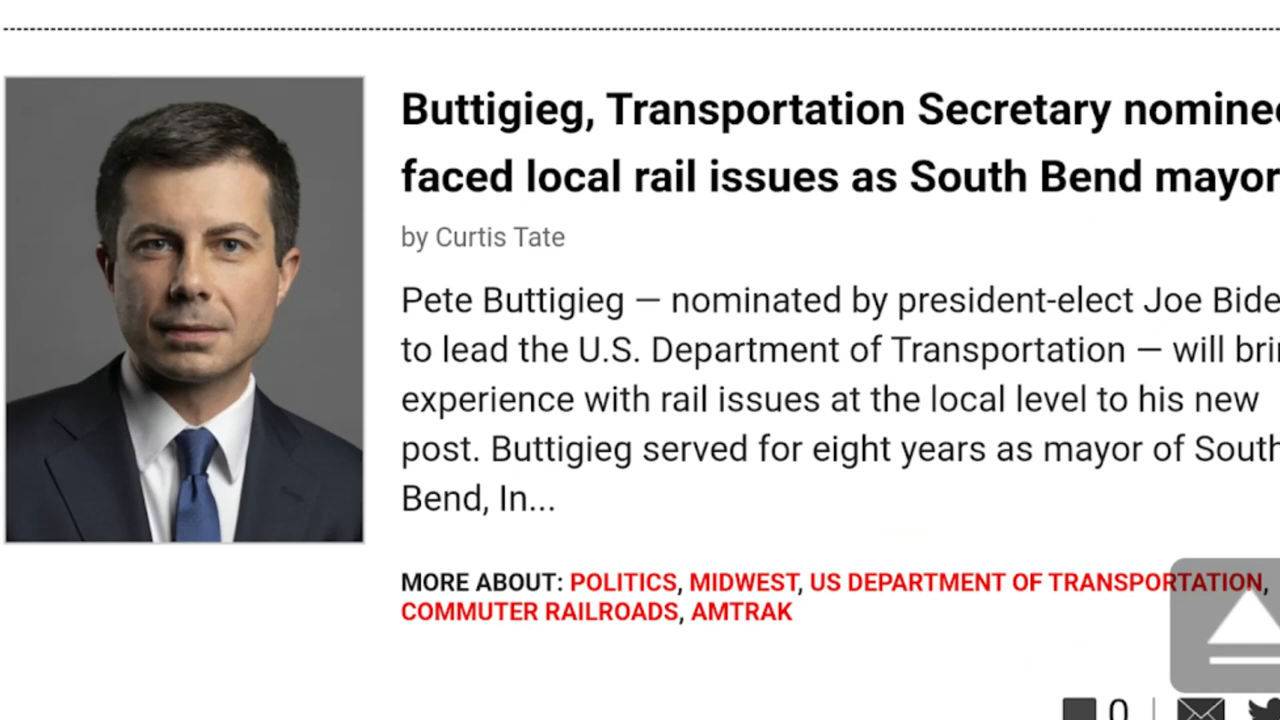 Buttigieg, Transportation Secretary nominee
faced local rail issues as South Bend mayor
by Curtis Tate
Pete Buttigieg — nominated by president-elect Joe
to lead the U.S. Department of Transportation — will
experience with rail issues at the local level to his new
post. Buttigieg served for eight years as mayor of South
Bend, In...
MORE ABOUT: POLITICS, MIDWEST, US DEPARTMENT OF TRANSPORTATION,
COMMUTER RAILROADS, AMTRAK
0